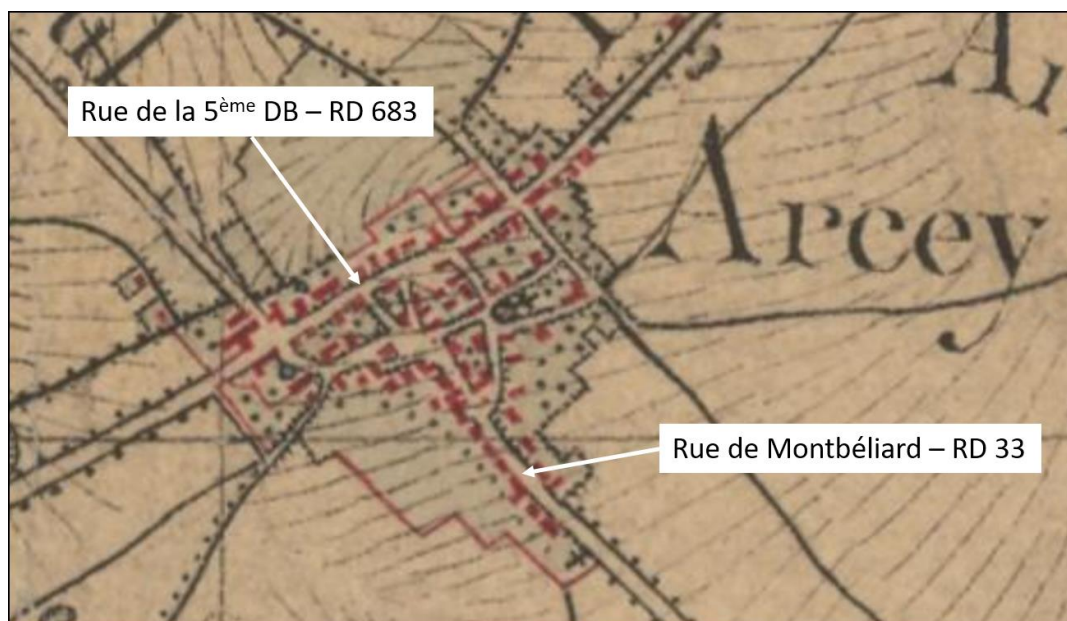 Rue de la 5ème DB – RD 683
Arcey
Rue de Montbéliard – RD 33